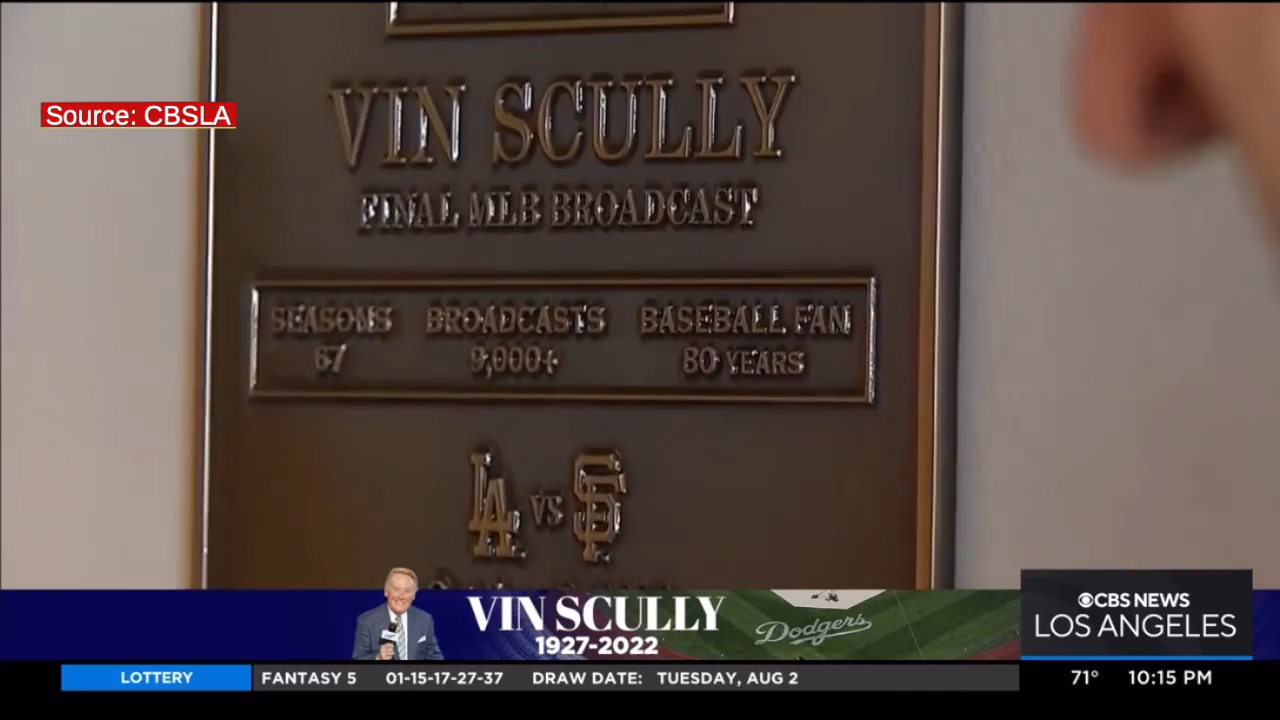 Source: CBSLA
VIN SCULLY
FINAL MLB BROADCAST
SEASONS BROADCASTS BASEBALL FAN
67 9,000+ 80 YEARS
LA VS SF
VIN SCULLY
1927-2022
Dodgers
CBS NEWS
LOS ANGELES
LOTTERY FANTASY 5 01-15-17-27-37 DRAW DATE: TUESDAY, AUG 2 71° 10:15 PM